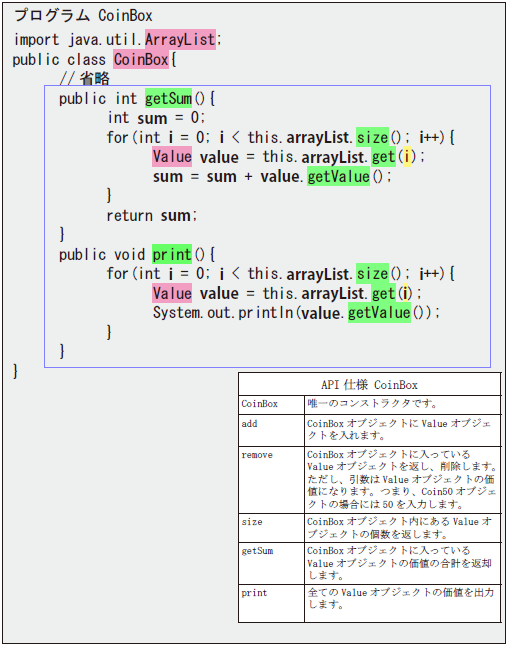 プログラム CoinBox
import java.util.ArrayList;
public class CoinBox{
//省略
public int getSum(){
int sum = 0;
for(int i = 0; i < this.arrayList.size(); i++){
Value value = this.arrayList.get(i);
sum = sum + value.getValue();
}
return sum;
}
public void print(){
for(int i = 0; i < this.arrayList.size(); i++){
Value value = this.arrayList.get(i);
System.out.println(value.getValue());
}
}
}
API 仕様 CoinBox
CoinBox 唯一のコンストラクタです。
add CoinBox オブジェクトに Value オブジェ
クトを入れます。
remove CoinBox オブジェクトに入っている
Value オブジェクトを返し、削除します。
ただし、引数は Value オブジェクトの価
値になります。つまり、Coin50 オブジェ
クトの場合には 50 を入力します。
size CoinBox オブジェクト内にある Value オ
ブジェクトの個数を返します。
getSum CoinBox オブジェクトに入っている
Value オブジェクトの価値の合計を返却
します。
print 全ての Value オブジェクトの価値を出力
します。